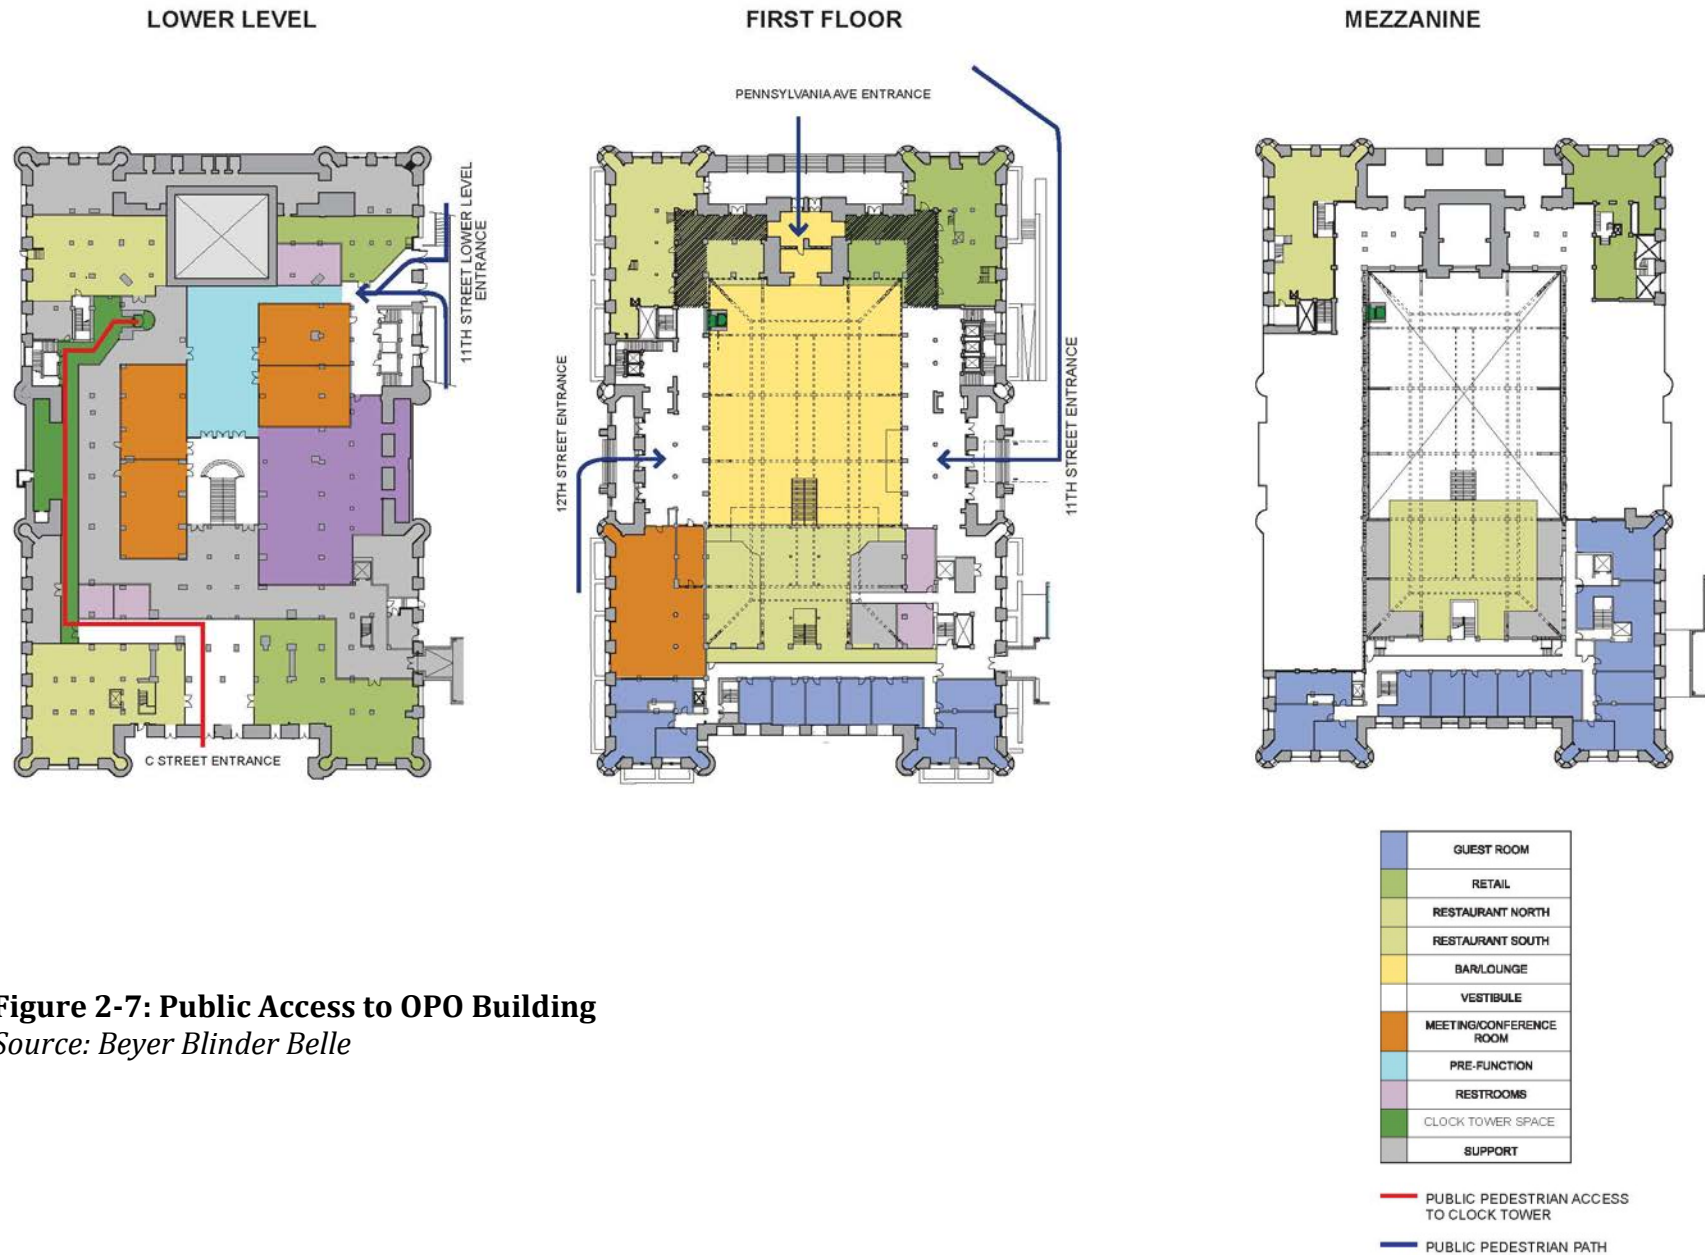 LOWER LEVEL
FIRST FLOOR
MEZZANINE
PENNSYLVANIA AVE ENTRANCE
11TH STREET LOWER LEVEL
ENTRANCE
12TH STREET ENTRANCE
11TH STREET ENTRANCE
C STREET ENTRANCE
GUEST ROOM
RETAIL
RESTAURANT NORTH
RESTAURANT SOUTH
BAR/LOUNGE
VESTIBULE
MEETING/CONFERENCE
ROOM
PRE-FUNCTION
RESTROOMS
CLOCK TOWER SPACE
SUPPORT
PUBLIC PEDESTRIAN ACCESS
TO CLOCK TOWER
PUBLIC PEDESTRIAN PATH
Figure 2-7: Public Access to OPO Building
Source: Beyer Blinder Belle